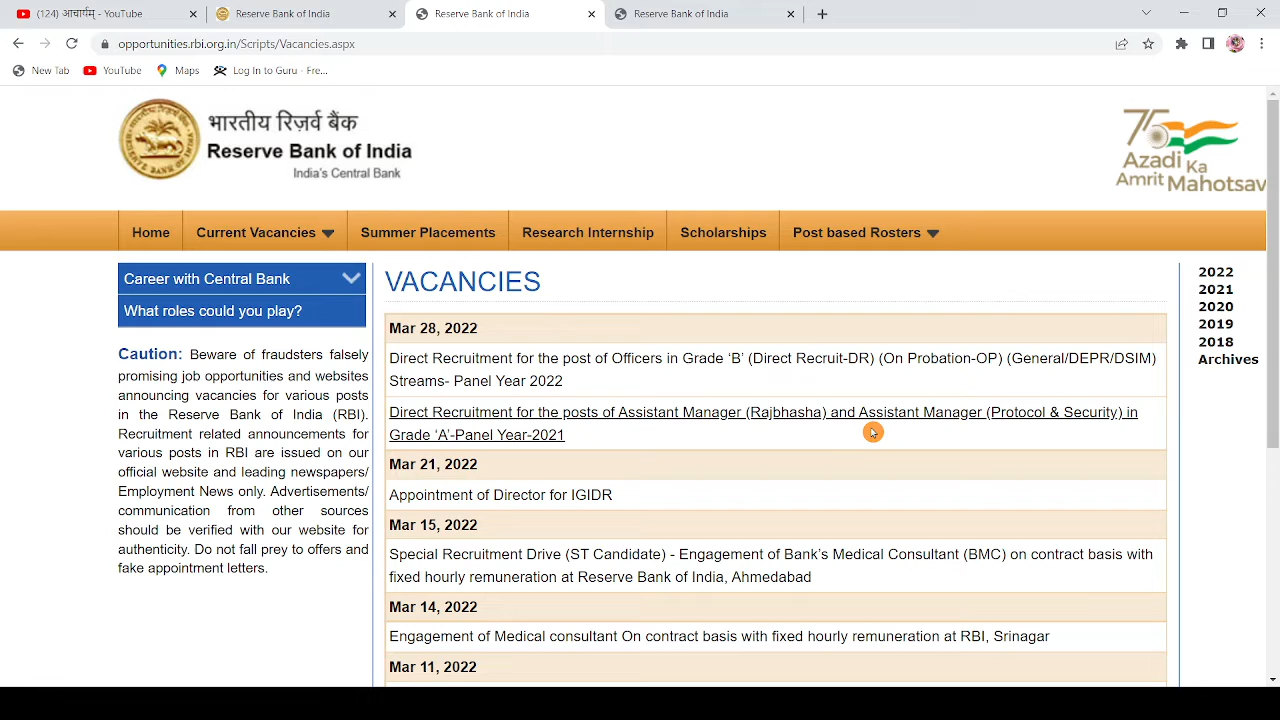 (124) आचार्यम् - YouTube
Reserve Bank of India
Reserve Bank of India
Reserve Bank of India
opportunities.rbi.org.in/Scripts/Vacancies.aspx
New Tab
YouTube
Maps
Log In to Guru - Fre...
भारतीय रिज़र्व बैंक
Reserve Bank of India
India's Central Bank
75
Azadi Ka
Amrit Mahotsav
Home
Current Vacancies
Summer Placements
Research Internship
Scholarships
Post based Rosters
Career with Central Bank
What roles could you play?
Caution: Beware of fraudsters falsely
promising job opportunities and websites
announcing vacancies for various posts
in the Reserve Bank of India (RBI).
Recruitment related announcements for
various posts in RBI are issued on our
official website and leading newspapers/
Employment News only. Advertisements/
communication from other sources
should be verified with our website for
authenticity. Do not fall prey to offers and
fake appointment letters.
VACANCIES
Mar 28, 2022
Direct Recruitment for the post of Officers in Grade ‘B’ (Direct Recruit-DR) (On Probation-OP) (General/DEPR/DSIM)
Streams- Panel Year 2022
Direct Recruitment for the posts of Assistant Manager (Rajbhasha) and Assistant Manager (Protocol & Security) in
Grade ‘A’-Panel Year-2021
Mar 21, 2022
Appointment of Director for IGIDR
Mar 15, 2022
Special Recruitment Drive (ST Candidate) - Engagement of Bank’s Medical Consultant (BMC) on contract basis with
fixed hourly remuneration at Reserve Bank of India, Ahmedabad
Mar 14, 2022
Engagement of Medical consultant On contract basis with fixed hourly remuneration at RBI, Srinagar
Mar 11, 2022
2022
2021
2020
2019
2018
Archives